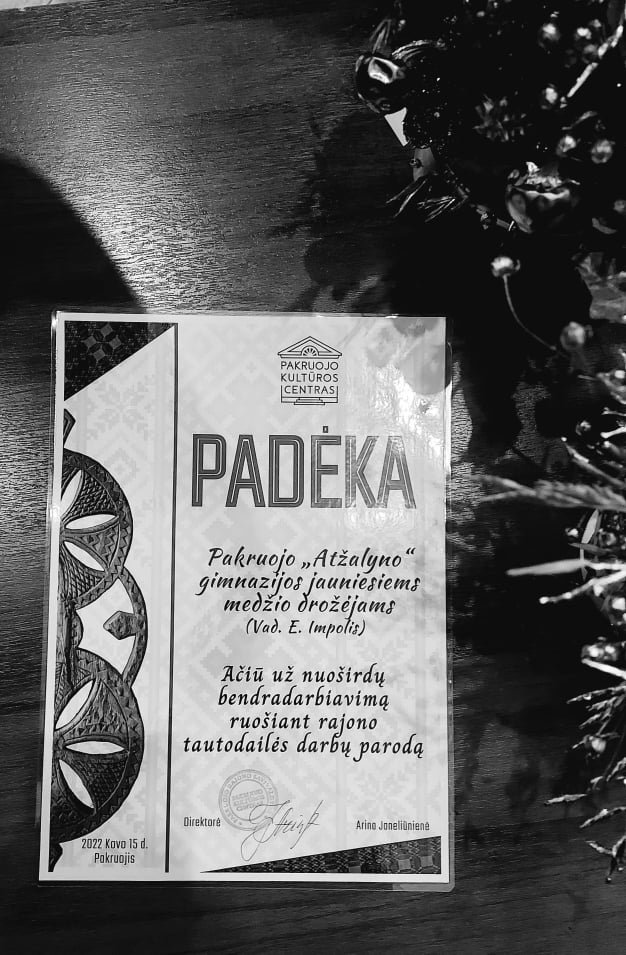 PAKRUOJO
KULTŪROS
CENTRAS
PADĖKA
Pakruojo „Atžalyno“
gimnazijos jauniesiems
medžio drožėjams
(Vad. E. Impolis)
Ačiū už nuoširdų
bendradarbiavimą
ruošiant rajono
tautodailės darbų parodą
Direktorė
Arina Joneliūnienė
2022 Kovo 15 d.
Pakruojis